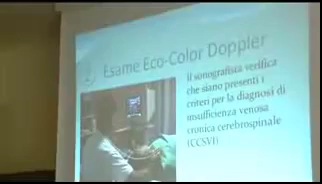 Esame Eco-Color Doppler
il sonografista verifica
che siano presenti i
criteri per la diagnosi di
insufficienza venosa
cronica cerebrospinale
(CCSVI)